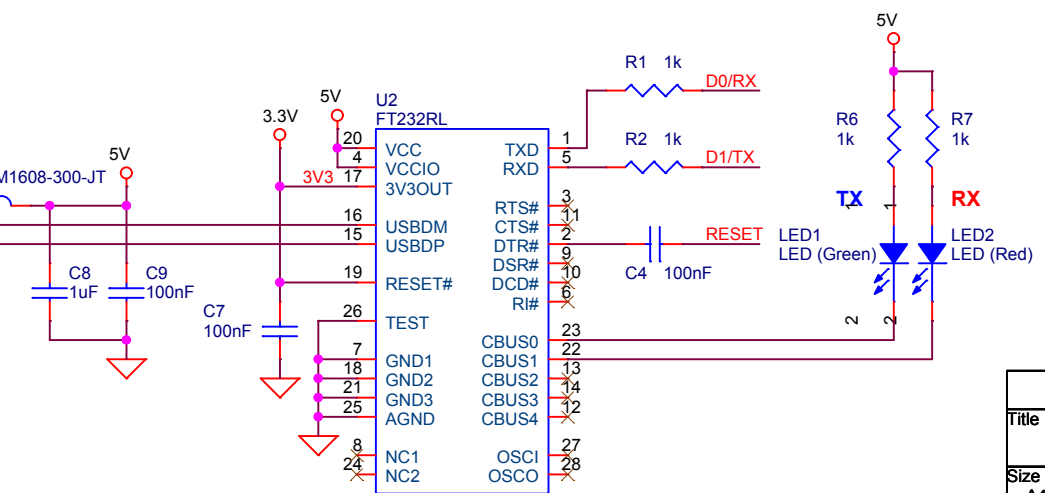 5V
R1 1k
D0/RX
U2
FT232RL
5V
3.3V
R2 1k
D1/TX
R6
1k
R7
1k
5V
M1608-300-JT
3V3
20 VCC
4 VCCIO
17 3V3OUT
16 USBDM
15 USBDP
19 RESET#
26 TEST
7 GND1
18 GND2
21 GND3
25 AGND
8 NC1
24 NC2
TXD 1
RXD 5
RTS# 3
CTS# 11
DTR# 2
DSR# 9
DCD# 10
RI# 6
CBUS0 23
CBUS1 22
CBUS2 13
CBUS3 14
CBUS4 12
OSCI 27
OSCO 28
RESET
C4 100nF
TX
1
1
RX
LED1
LED (Green)
LED2
LED (Red)
2
2
C8
1uF
C9
100nF
C7
100nF
Title
Size